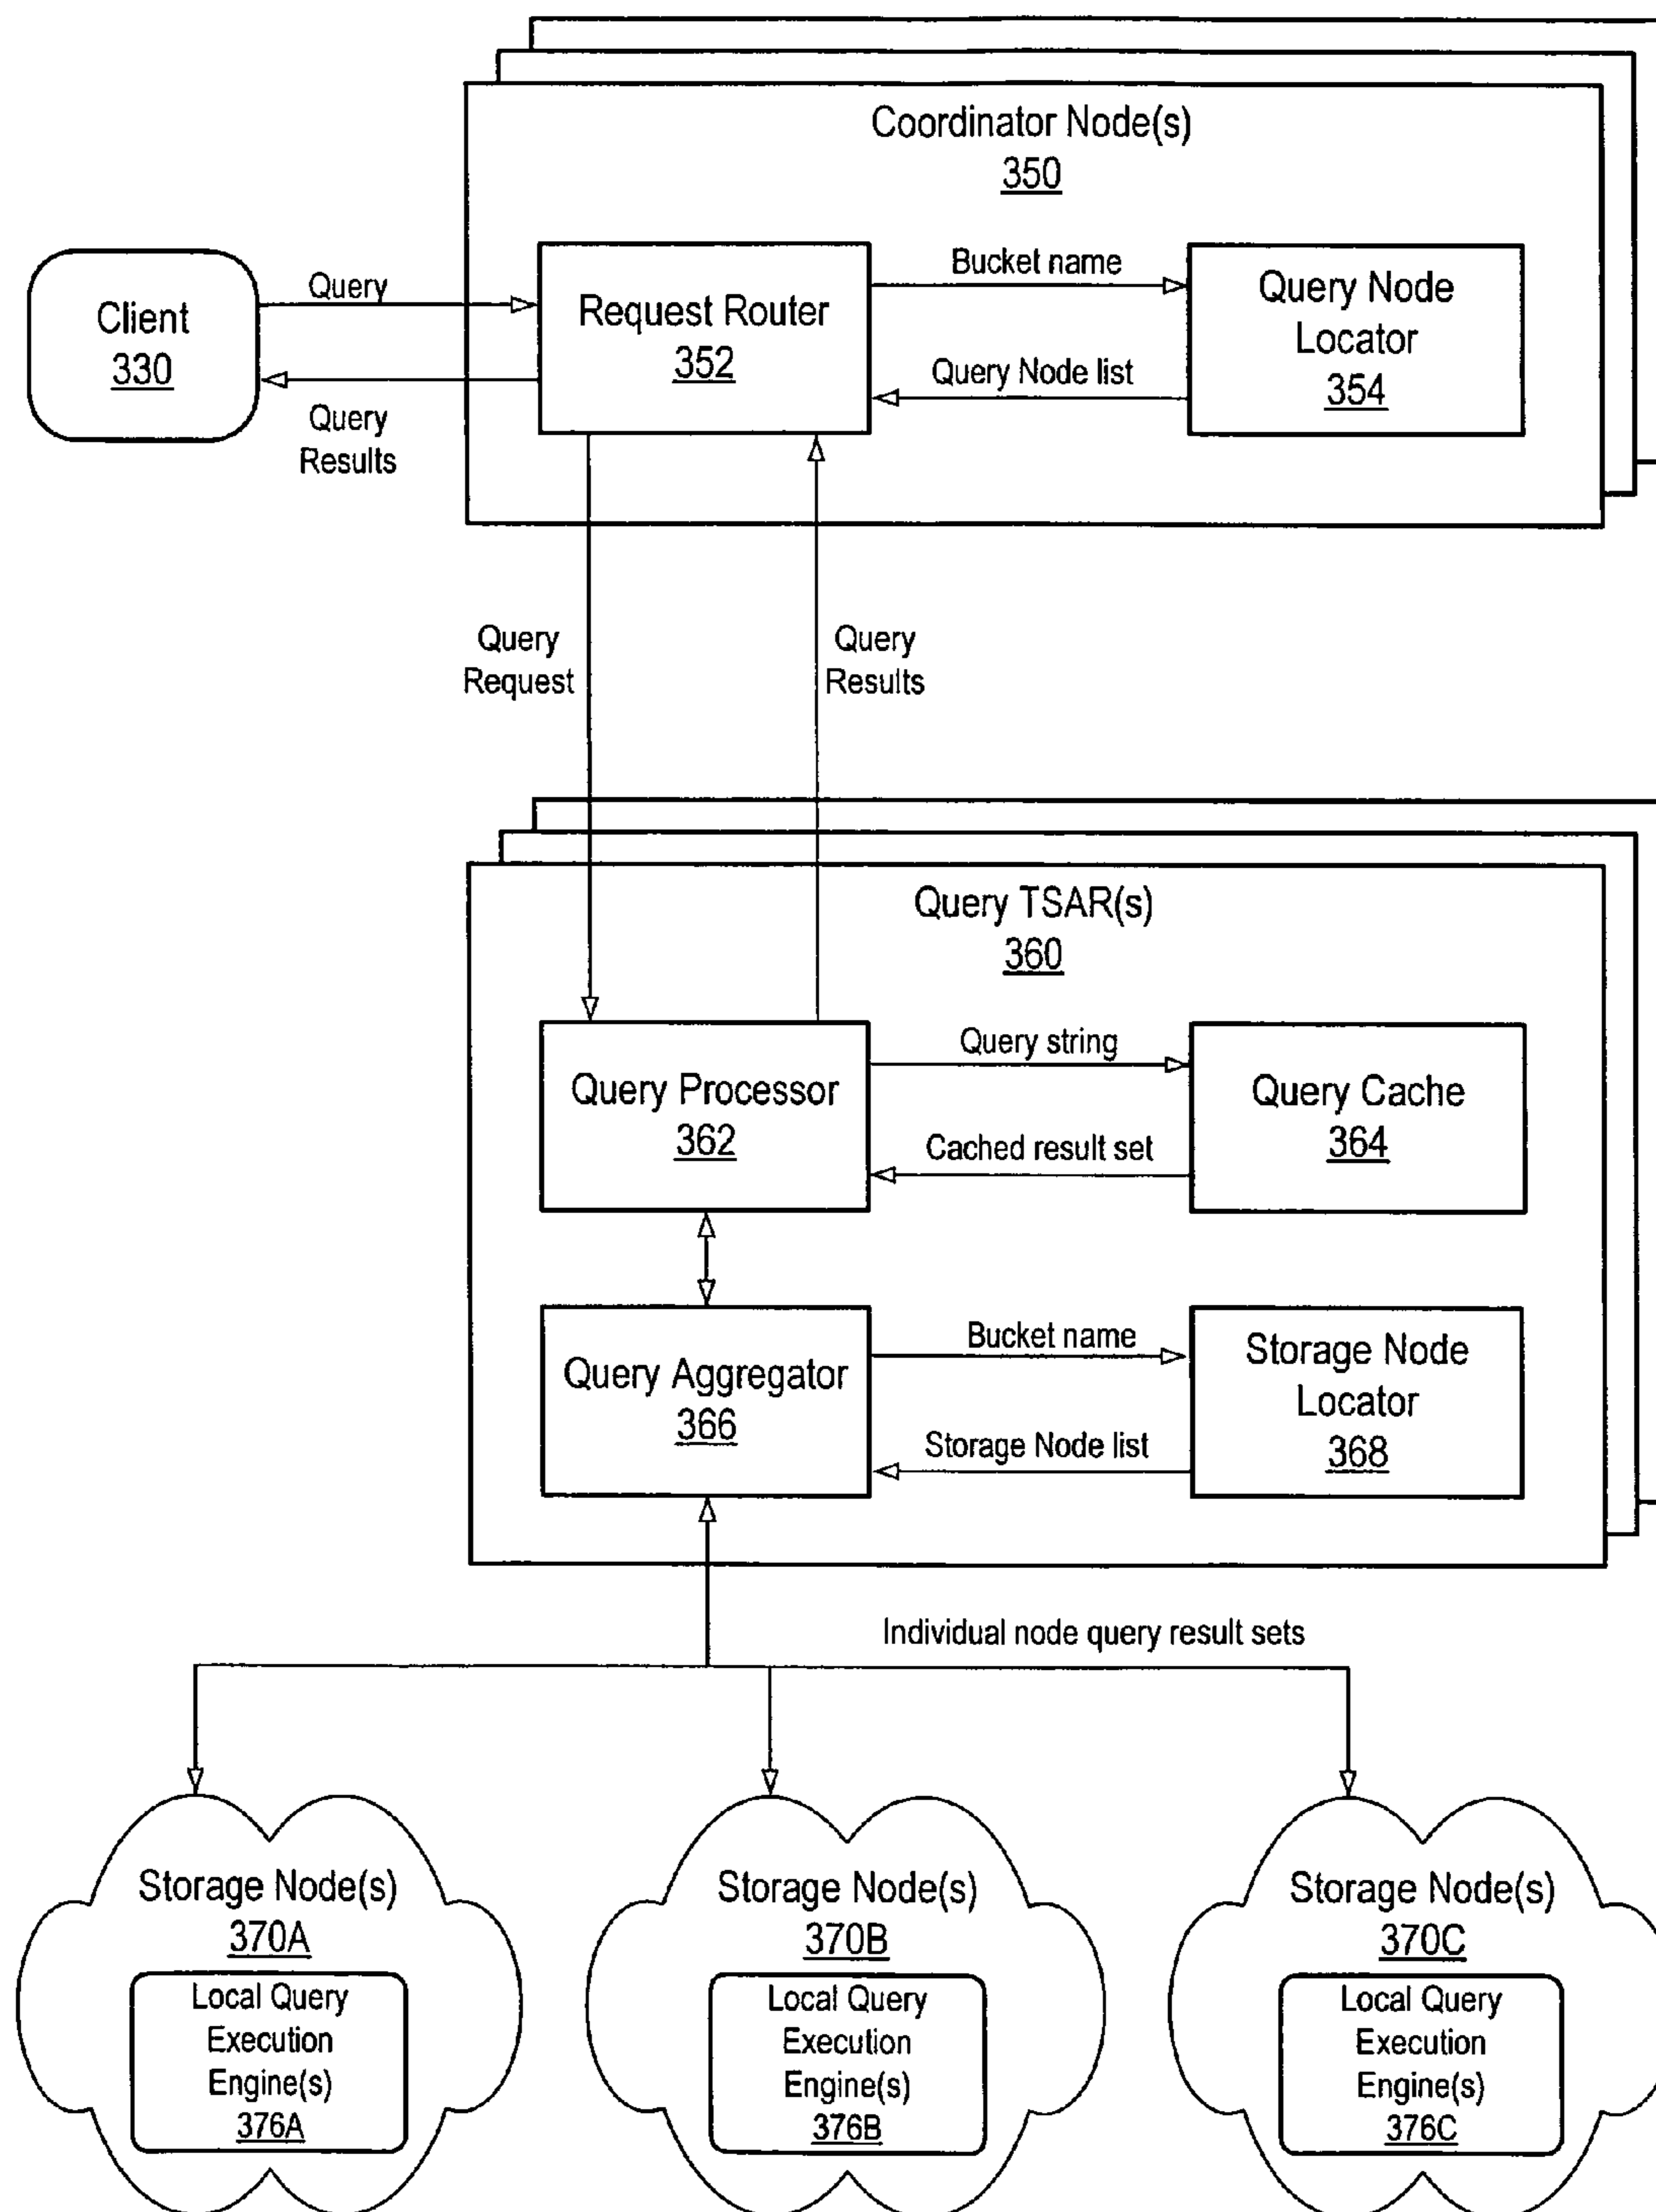 Coordinator Node(s)
350
Client
330
Query
Query
Results
Request Router
352
Bucket name
Query Node list
Query Node
Locator
354
Query
Request
Query
Results
Query TSAR(s)
360
Query Processor
362
Query string
Cached result set
Query Cache
364
Query Aggregator
366
Bucket name
Storage Node list
Storage Node
Locator
368
Individual node query result sets
Storage Node(s)
370A
Local Query
Execution
Engine(s)
376A
Storage Node(s)
370B
Local Query
Execution
Engine(s)
376B
Storage Node(s)
370C
Local Query
Execution
Engine(s)
376C